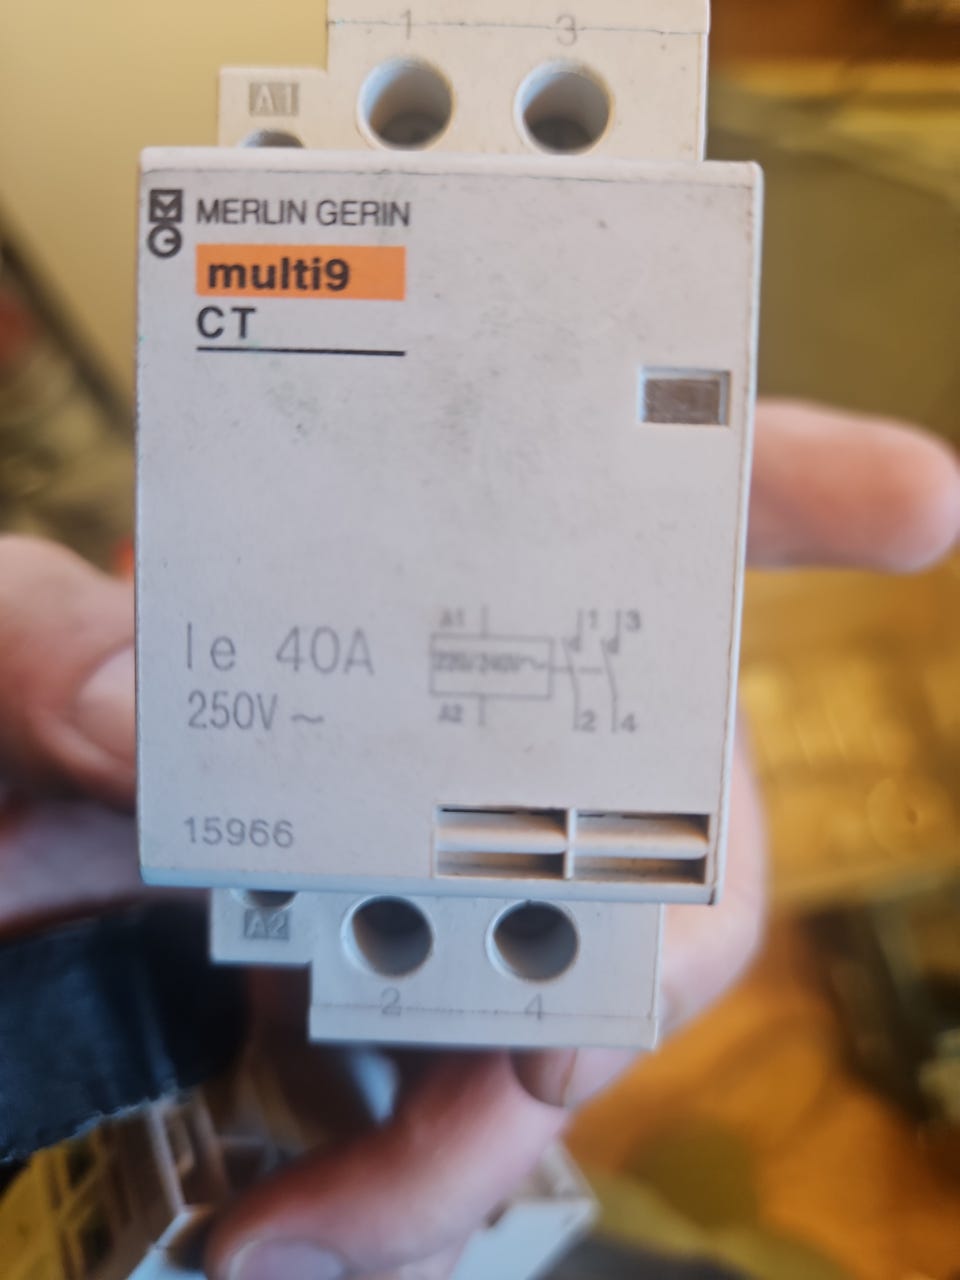 1 3
A1
MERLIN GERIN
multi9
CT
Ie 40A
250V ~
A1 1 3
220/240V~
A2 2 4
15966
A2
2 4